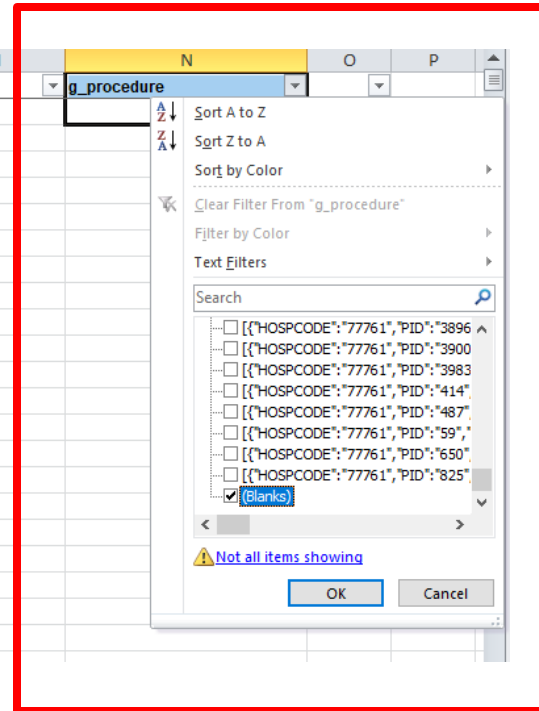 N O P
g_procedure
Sort A to Z
Sort Z to A
Sort by Color
Clear Filter From "g_procedure"
Filter by Color
Text Filters
Search
[{"HOSPCODE":"77761","PID":"3896
[{"HOSPCODE":"77761","PID":"3900
[{"HOSPCODE":"77761","PID":"3983
[{"HOSPCODE":"77761","PID":"414"
[{"HOSPCODE":"77761","PID":"487"
[{"HOSPCODE":"77761","PID":"59","
[{"HOSPCODE":"77761","PID":"650"
[{"HOSPCODE":"77761","PID":"825"
(Blanks)
Not all items showing
OK Cancel